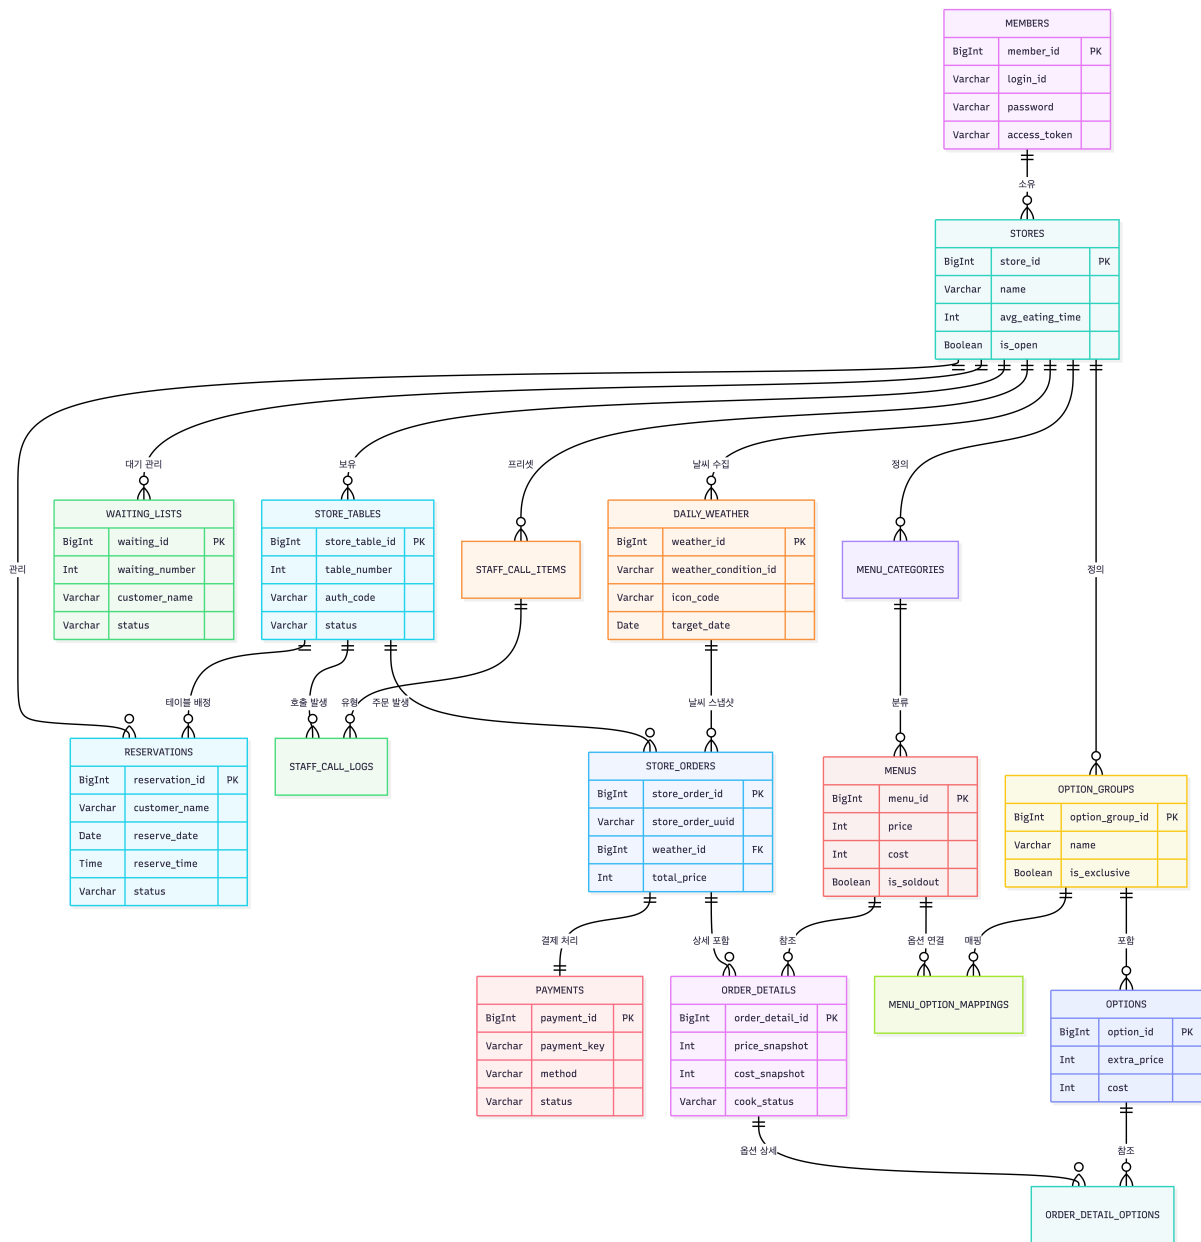 MEMBERS
BigInt member_id PK
Varchar login_id
Varchar password
Varchar access_token
소유
STORES
BigInt store_id PK
Varchar name
Int avg_eating_time
Boolean is_open
대기 관리
보유
프리셋
날씨 수집
정의
관리
정의
WAITING_LISTS
BigInt waiting_id PK
Int waiting_number
Varchar customer_name
Varchar status
STORE_TABLES
BigInt store_table_id PK
Int table_number
Varchar auth_code
Varchar status
STAFF_CALL_ITEMS
DAILY_WEATHER
BigInt weather_id PK
Varchar weather_condition_id
Varchar icon_code
Date target_date
MENU_CATEGORIES
테이블 배정
호출 발생
유형
주문 발생
날씨 스냅샷
분류
RESERVATIONS
BigInt reservation_id PK
Varchar customer_name
Date reserve_date
Time reserve_time
Varchar status
STAFF_CALL_LOGS
STORE_ORDERS
BigInt store_order_id PK
Varchar store_order_uuid
BigInt weather_id FK
Int total_price
MENUS
BigInt menu_id PK
Int price
Int cost
Boolean is_soldout
OPTION_GROUPS
BigInt option_group_id PK
Varchar name
Boolean is_exclusive
결제 처리
상세 포함
참조
옵션 연결
매핑
포함
PAYMENTS
BigInt payment_id PK
Varchar payment_key
Varchar method
Varchar status
ORDER_DETAILS
BigInt order_detail_id PK
Int price_snapshot
Int cost_snapshot
Varchar cook_status
MENU_OPTION_MAPPINGS
OPTIONS
BigInt option_id PK
Int extra_price
Int cost
옵션 상세
참조
ORDER_DETAIL_OPTIONS